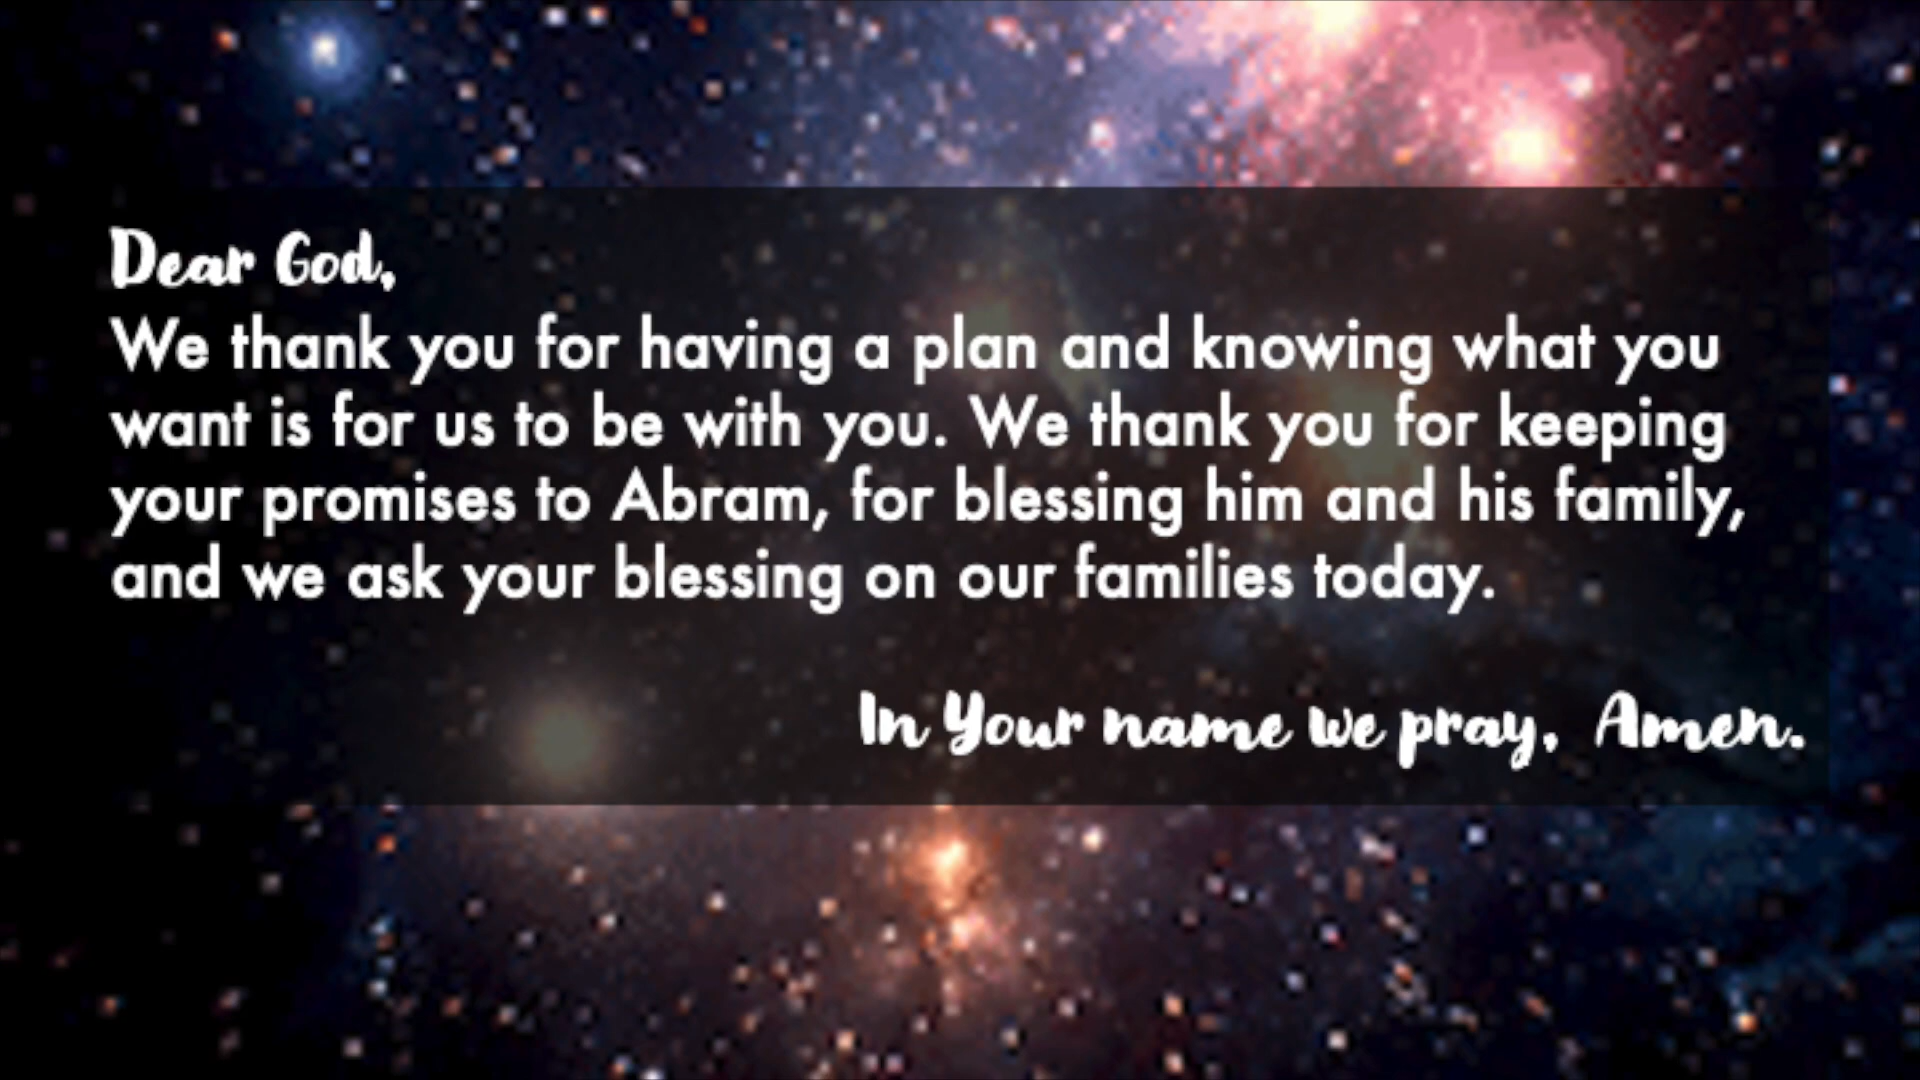 Dear God,
We thank you for having a plan and knowing what you
want is for us to be with you. We thank you for keeping
your promises to Abram, for blessing him and his family,
and we ask your blessing on our families today.
In Your name we pray, Amen.